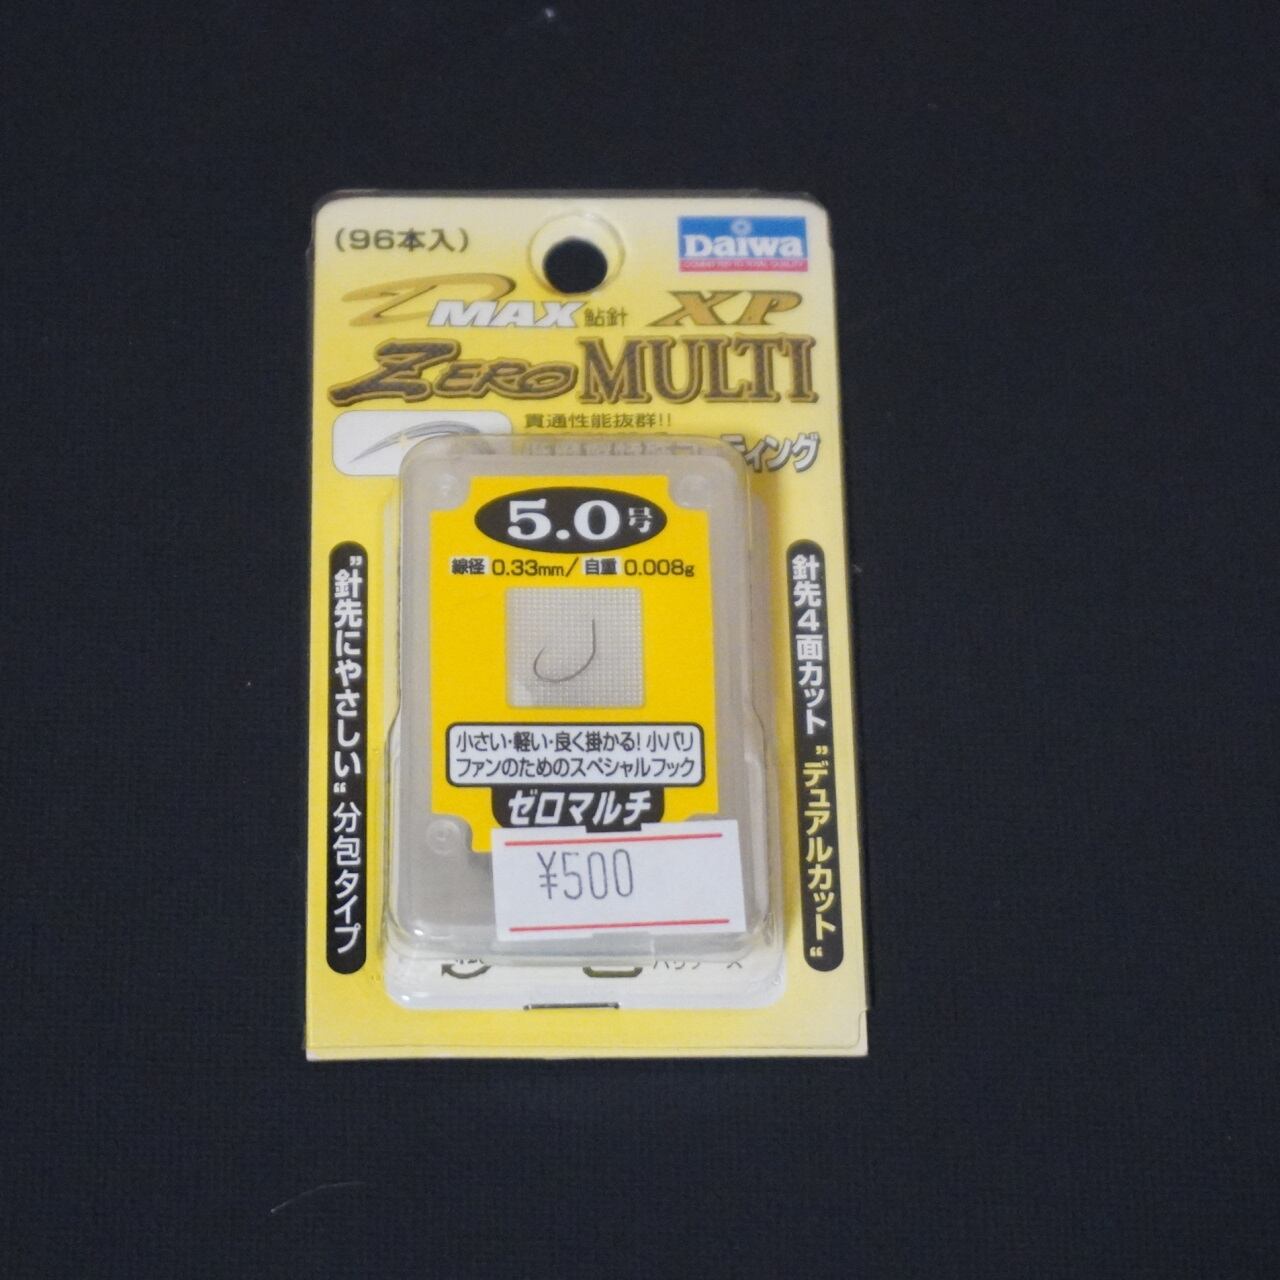 (96本入)
Daiwa
DMAX 鮎針 XP
ZERO MULTI
貫通性能抜群!!
ティング
5.0号
線径 0.33mm/自重 0.008g
小さい・軽い・良く掛かる!小バリ
ファンのためのスペシャルフック
ゼロマルチ
¥500
"針先にやさしい"分包タイプ
針先4面カット"デュアルカット"